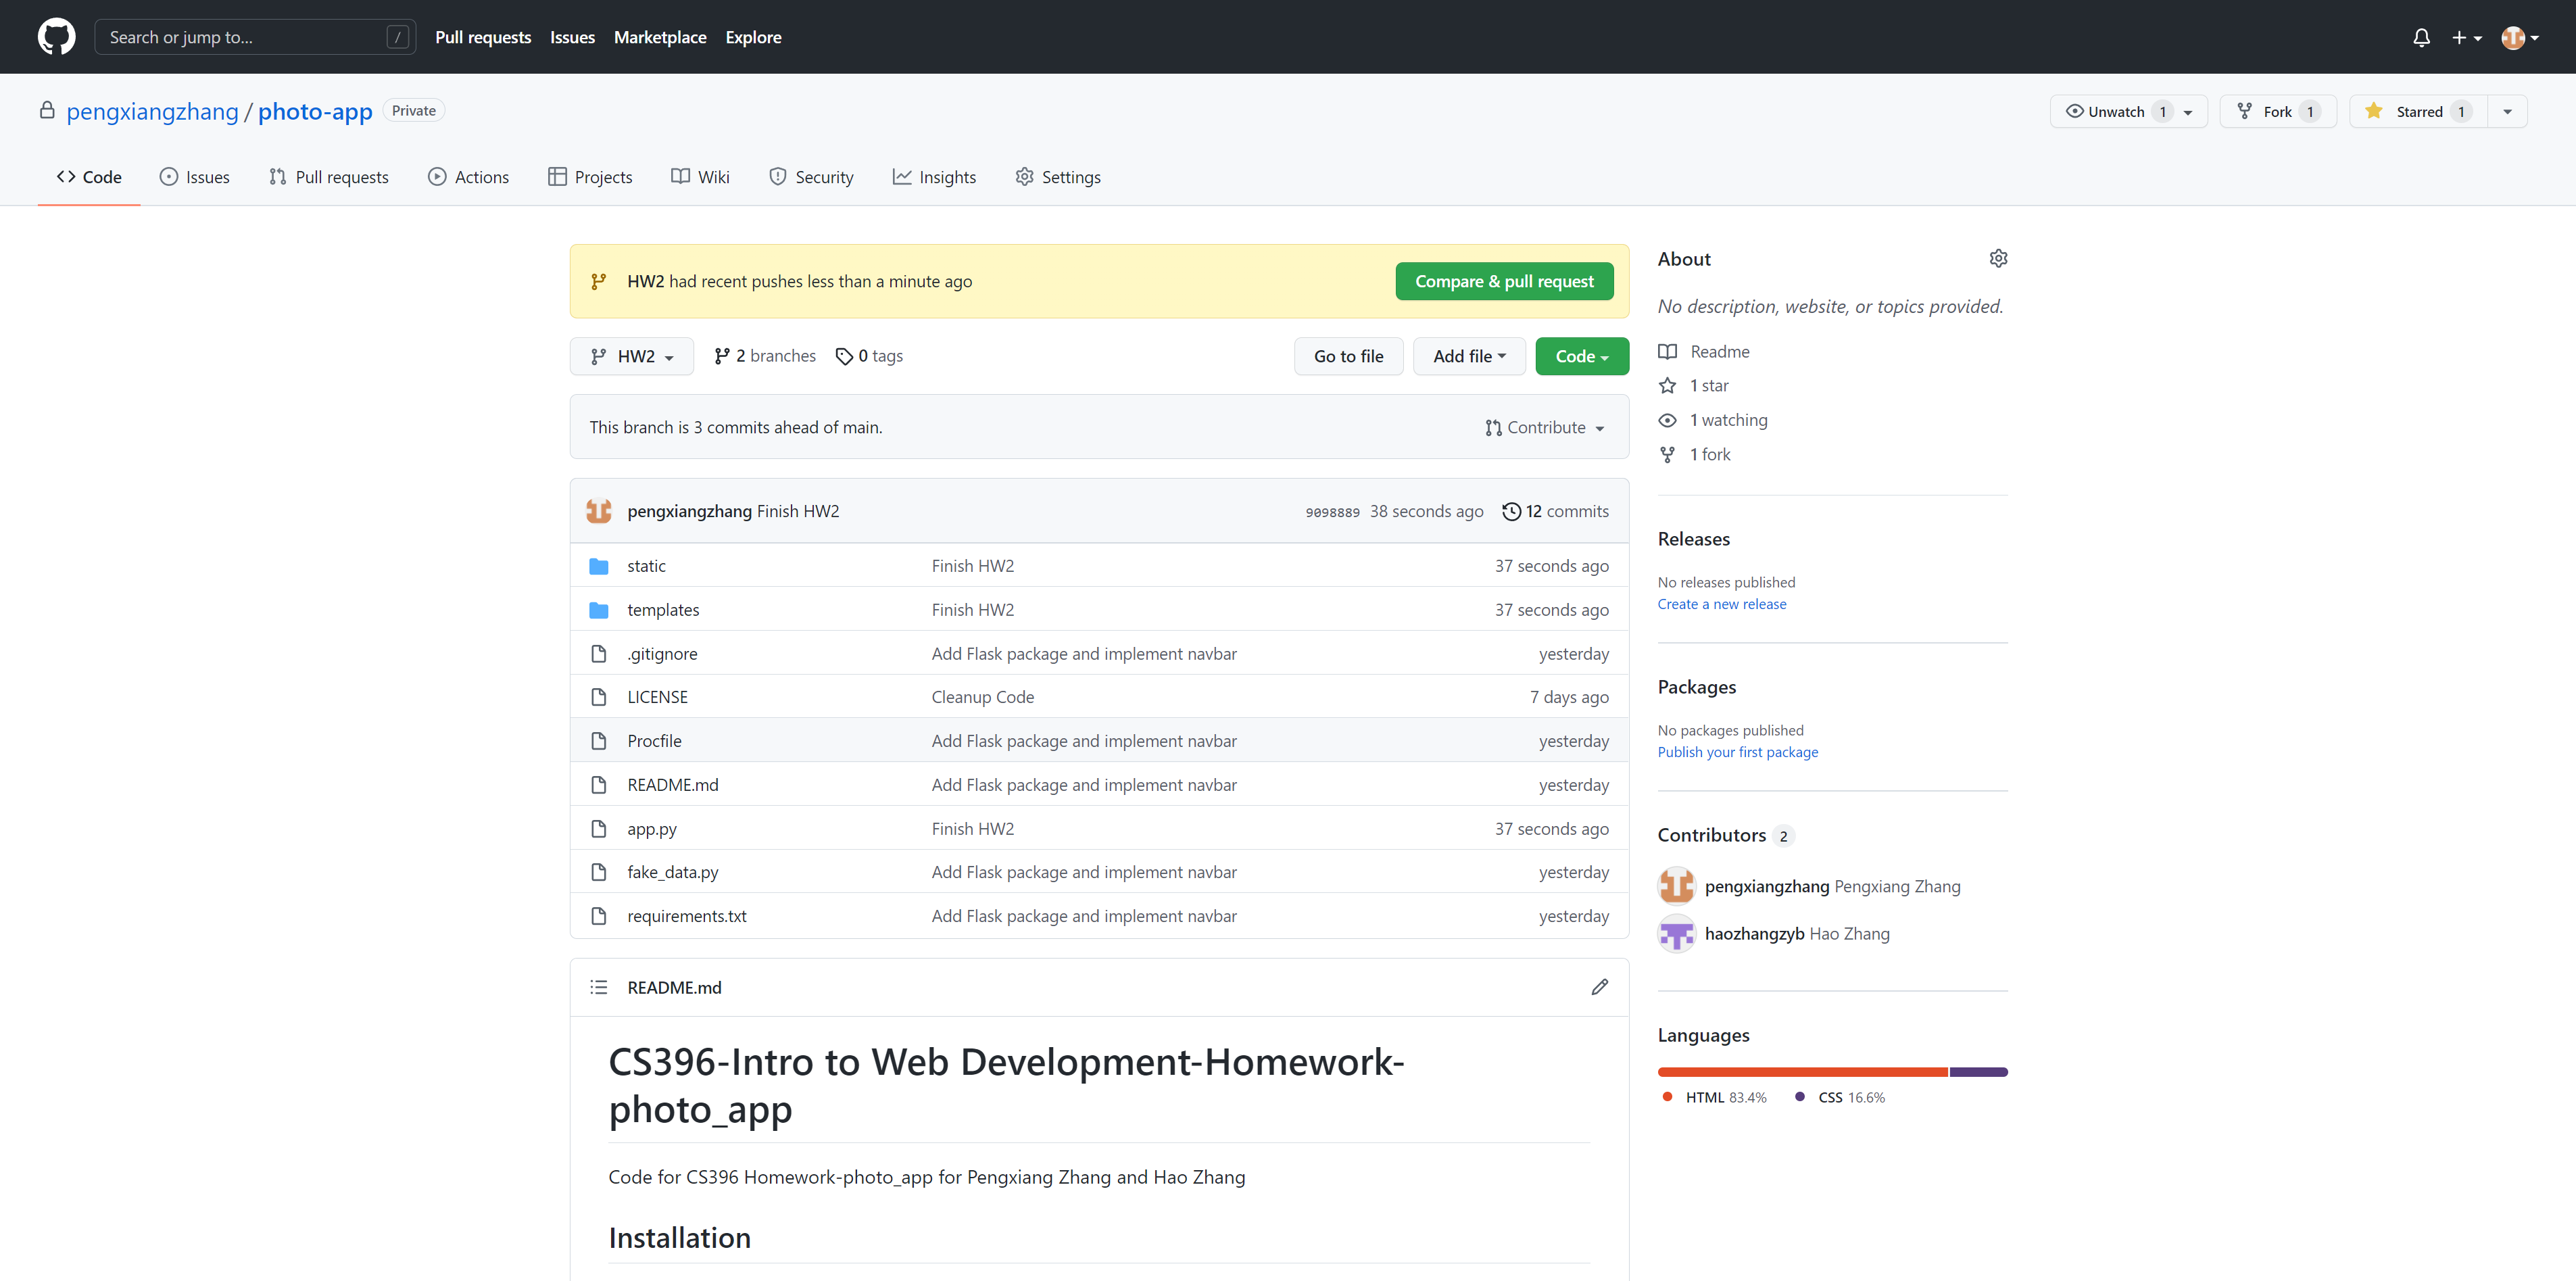 Search or jump to... / Pull requests Issues Marketplace Explore
pengxiangzhang / photo-app Private Unwatch 1 Fork 1 Starred 1
Code Issues Pull requests Actions Projects Wiki Security Insights Settings
HW2 had recent pushes less than a minute ago Compare & pull request
HW2 2 branches 0 tags Go to file Add file Code
This branch is 3 commits ahead of main. Contribute
pengxiangzhang Finish HW2 9098889 38 seconds ago 12 commits
static Finish HW2 37 seconds ago
templates Finish HW2 37 seconds ago
.gitignore Add Flask package and implement navbar yesterday
LICENSE Cleanup Code 7 days ago
Procfile Add Flask package and implement navbar yesterday
README.md Add Flask package and implement navbar yesterday
app.py Finish HW2 37 seconds ago
fake_data.py Add Flask package and implement navbar yesterday
requirements.txt Add Flask package and implement navbar yesterday
README.md
CS396-Intro to Web Development-Homework-
photo_app
Code for CS396 Homework-photo_app for Pengxiang Zhang and Hao Zhang
Installation
About
No description, website, or topics provided.
Readme
1 star
1 watching
1 fork
Releases
No releases published
Create a new release
Packages
No packages published
Publish your first package
Contributors 2
pengxiangzhang Pengxiang Zhang
haozhangzyb Hao Zhang
Languages
HTML 83.4% CSS 16.6%